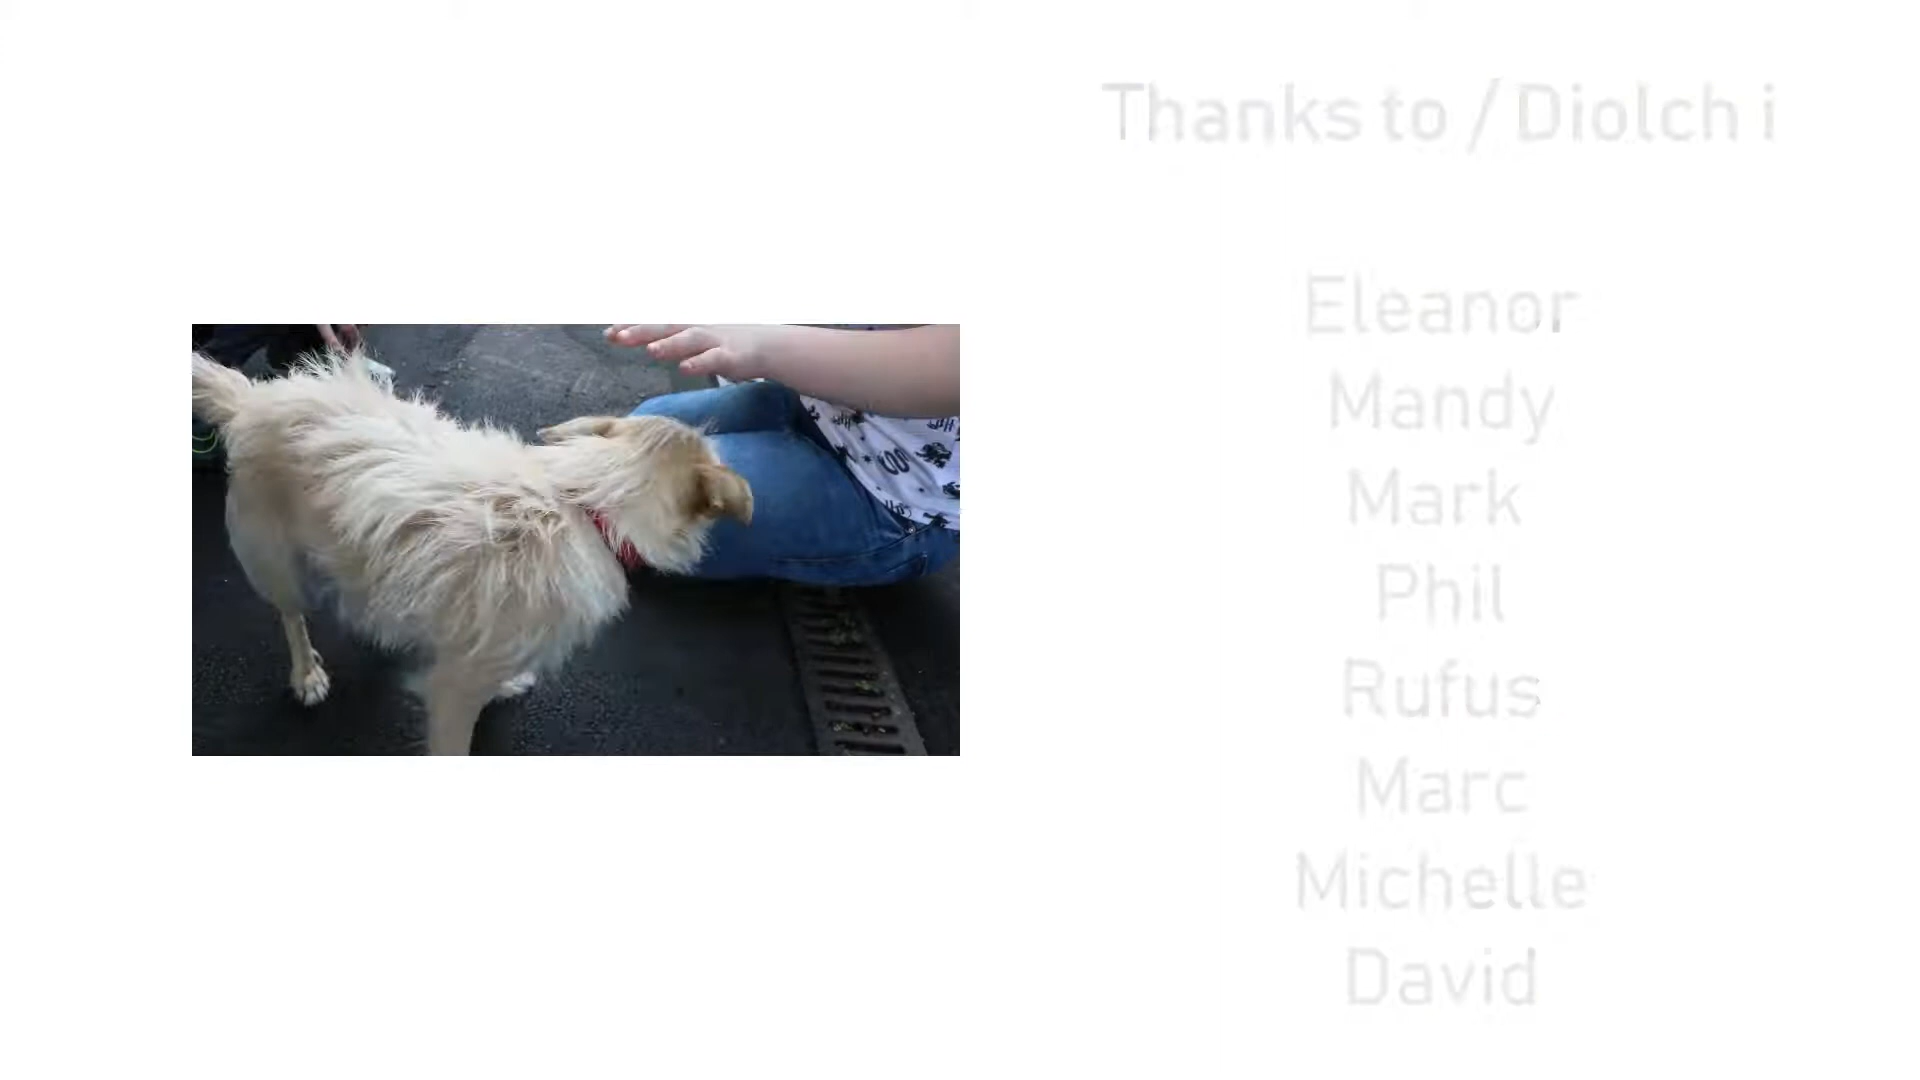 Thanks to / Diolch i
Eleanor
Mandy
Mark
Phil
Rufus
Marc
Michelle
David